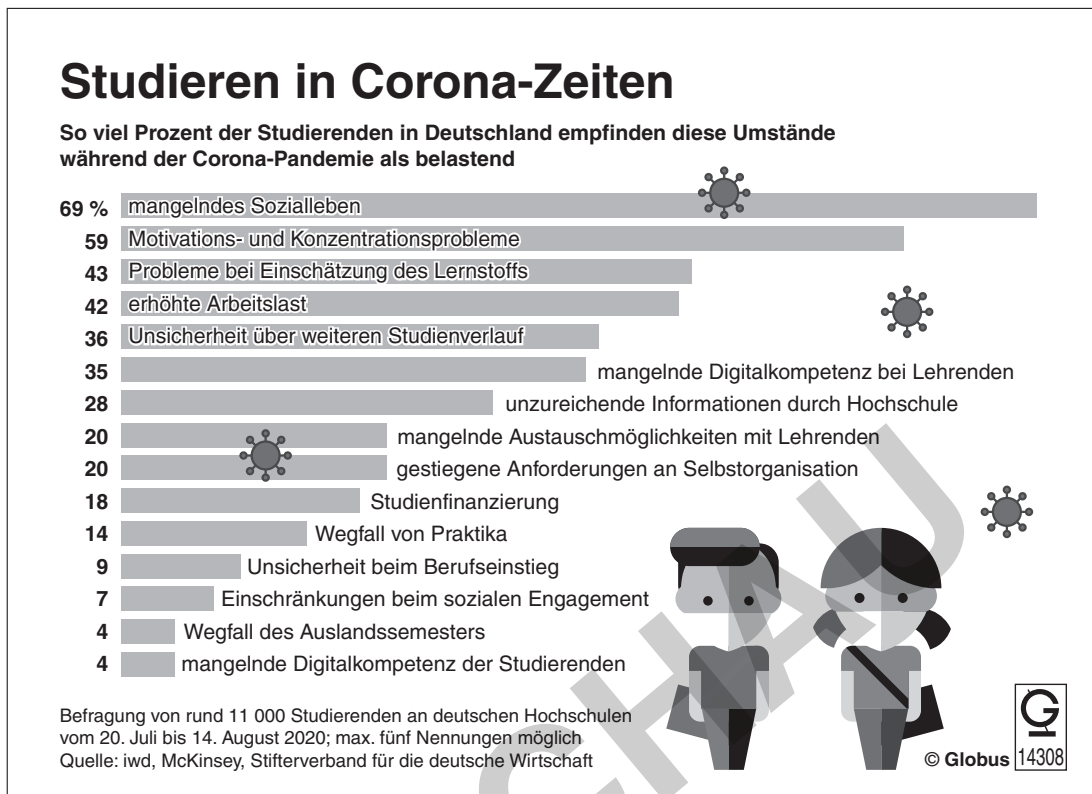 Studieren in Corona-Zeiten
So viel Prozent der Studierenden in Deutschland empfinden diese Umstände
während der Corona-Pandemie als belastend
69 % mangelndes Sozialleben
59 Motivations- und Konzentrationsprobleme
43 Probleme bei Einschätzung des Lernstoffs
42 erhöhte Arbeitslast
36 Unsicherheit über weiteren Studienverlauf
35 mangelnde Digitalkompetenz bei Lehrenden
28 unzureichende Informationen durch Hochschule
20 mangelnde Austauschmöglichkeiten mit Lehrenden
20 gestiegene Anforderungen an Selbstorganisation
18 Studienfinanzierung
14 Wegfall von Praktika
9 Unsicherheit beim Berufseinstieg
7 Einschränkungen beim sozialen Engagement
4 Wegfall des Auslandssemesters
4 mangelnde Digitalkompetenz der Studierenden
Befragung von rund 11 000 Studierenden an deutschen Hochschulen
vom 20. Juli bis 14. August 2020; max. fünf Nennungen möglich
Quelle: iwd, McKinsey, Stifterverband für die deutsche Wirtschaft
© Globus
G
14308